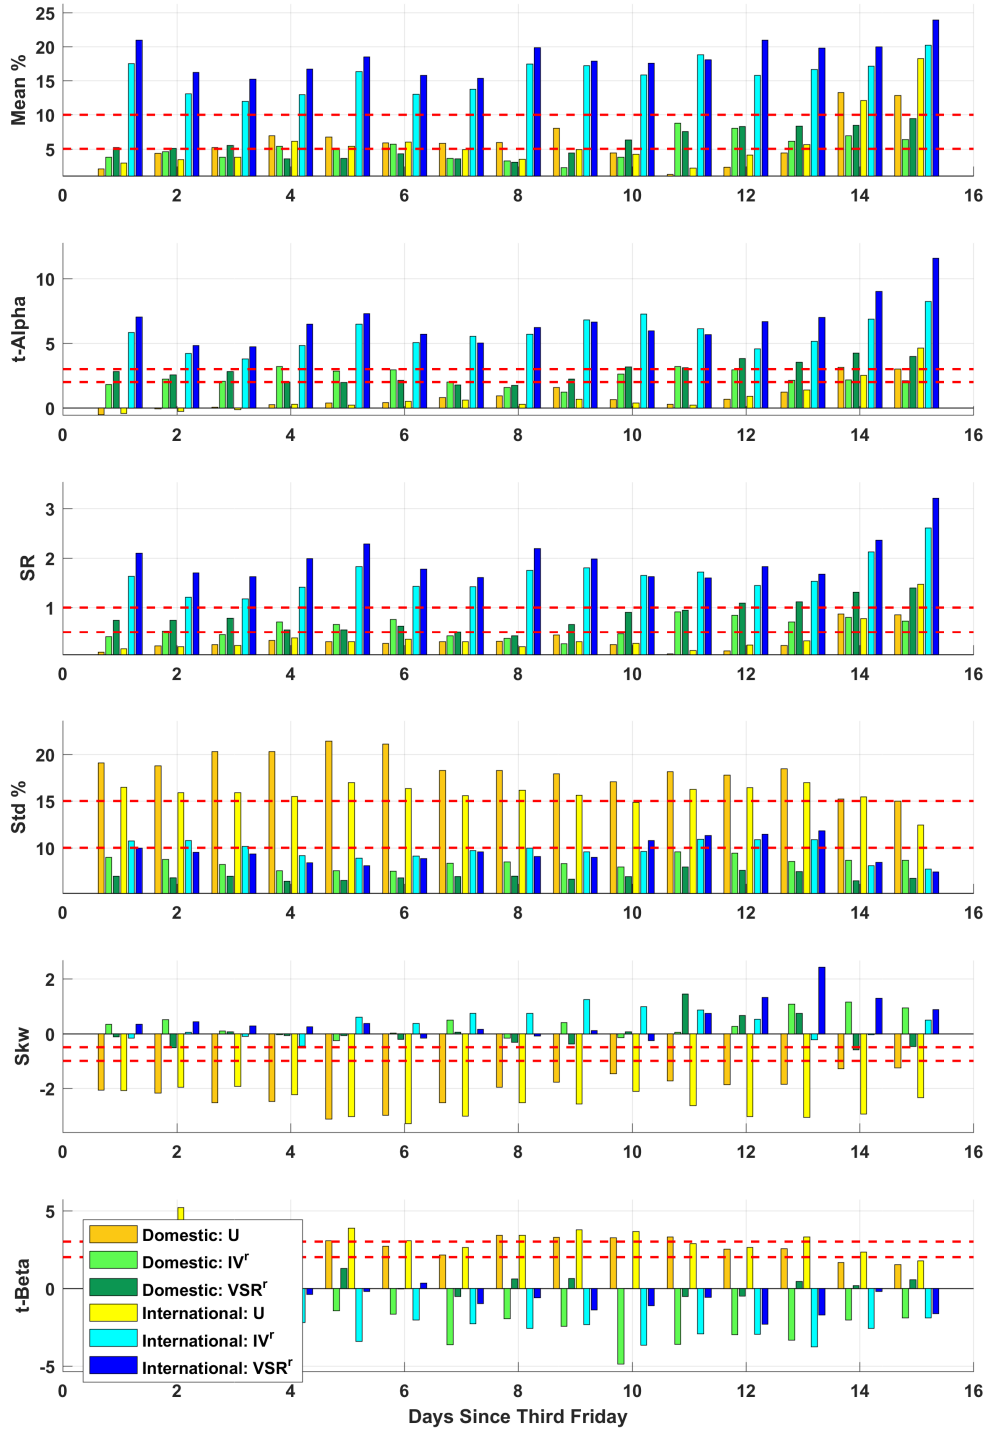 25
20
15
10
5
Mean %
0 2 4 6 8 10 12 14 16
10
5
0
t-Alpha
0 2 4 6 8 10 12 14 16
3
2
1
SR
0 2 4 6 8 10 12 14 16
20
15
10
Std %
0 2 4 6 8 10 12 14 16
2
0
-2
Skw
0 2 4 6 8 10 12 14 16
5
0
-5
t-Beta
Domestic: U
Domestic: IVʳ
Domestic: VSRʳ
International: U
International: IVʳ
International: VSRʳ
0 2 4 6 8 10 12 14 16
Days Since Third Friday